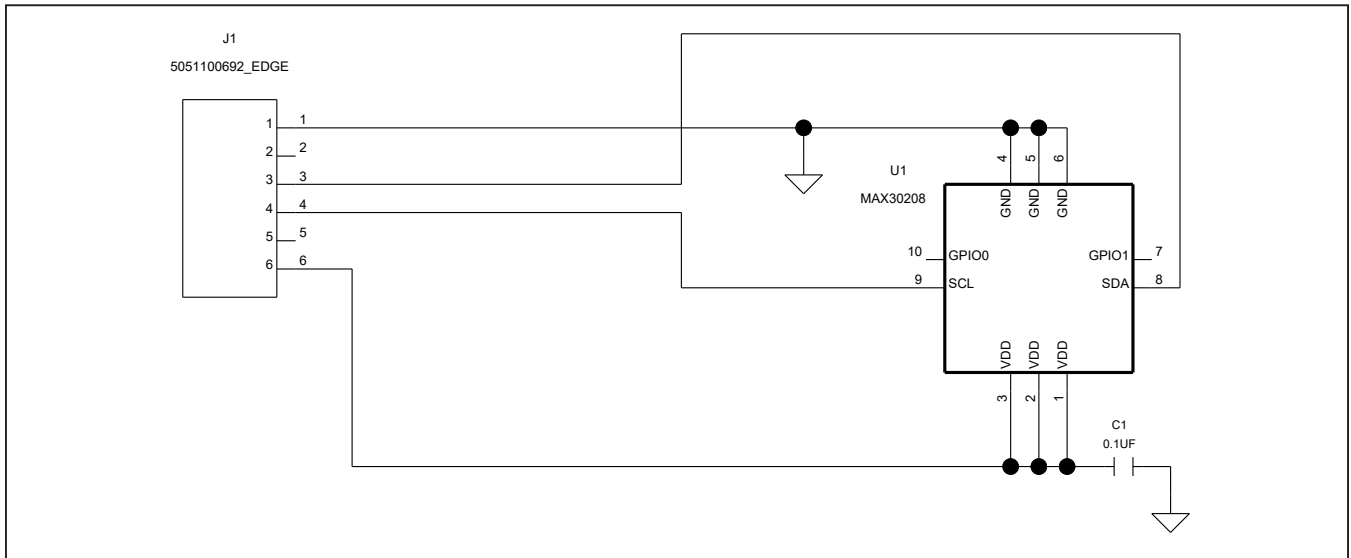 J1
5051100692_EDGE
1 1
2 2
3 3
4 4
5 5
6 6
U1
MAX30208
4 5 6
GND GND GND
10 GPIO0 GPIO1 7
9 SCL SDA 8
VDD VDD VDD
3 2 1
C1
0.1UF